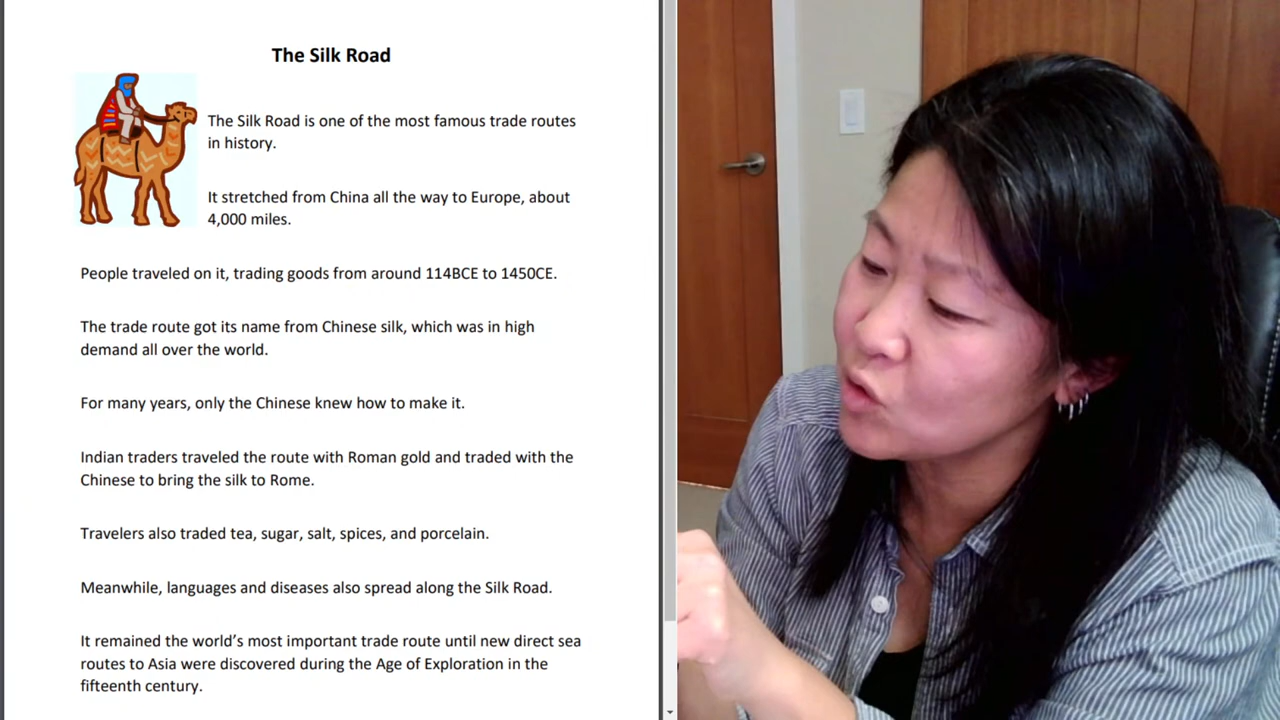 The Silk Road
The Silk Road is one of the most famous trade routes
in history.
It stretched from China all the way to Europe, about
4,000 miles.
People traveled on it, trading goods from around 114BCE to 1450CE.
The trade route got its name from Chinese silk, which was in high
demand all over the world.
For many years, only the Chinese knew how to make it.
Indian traders traveled the route with Roman gold and traded with the
Chinese to bring the silk to Rome.
Travelers also traded tea, sugar, salt, spices, and porcelain.
Meanwhile, languages and diseases also spread along the Silk Road.
It remained the world’s most important trade route until new direct sea
routes to Asia were discovered during the Age of Exploration in the
fifteenth century.